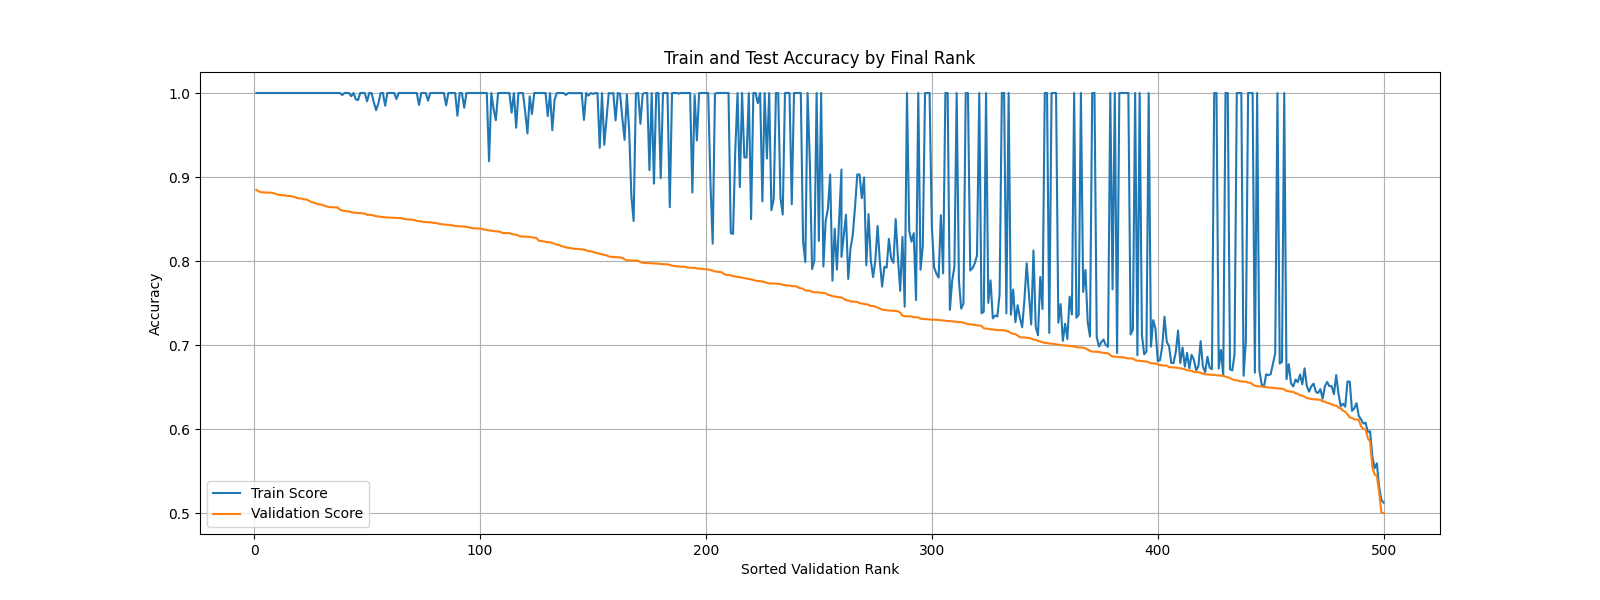 Train and Test Accuracy by Final Rank
Accuracy
1.0
0.9
0.8
0.7
0.6
0.5
Train Score
Validation Score
0 100 200 300 400 500
Sorted Validation Rank